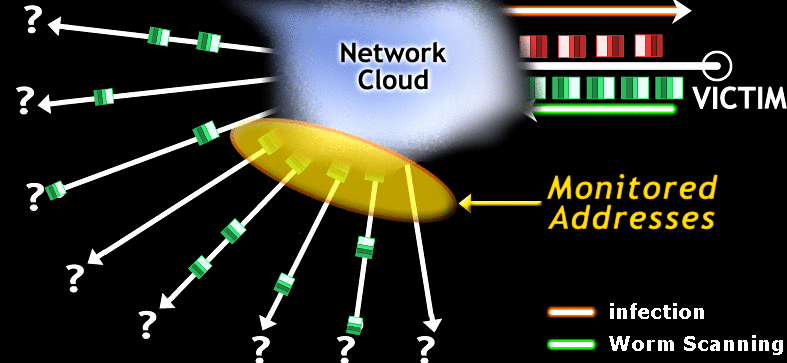 ?
Network
Cloud
?
VICTIM
?
Monitored
Addresses
?
?
?
?
?
infection
Worm Scanning